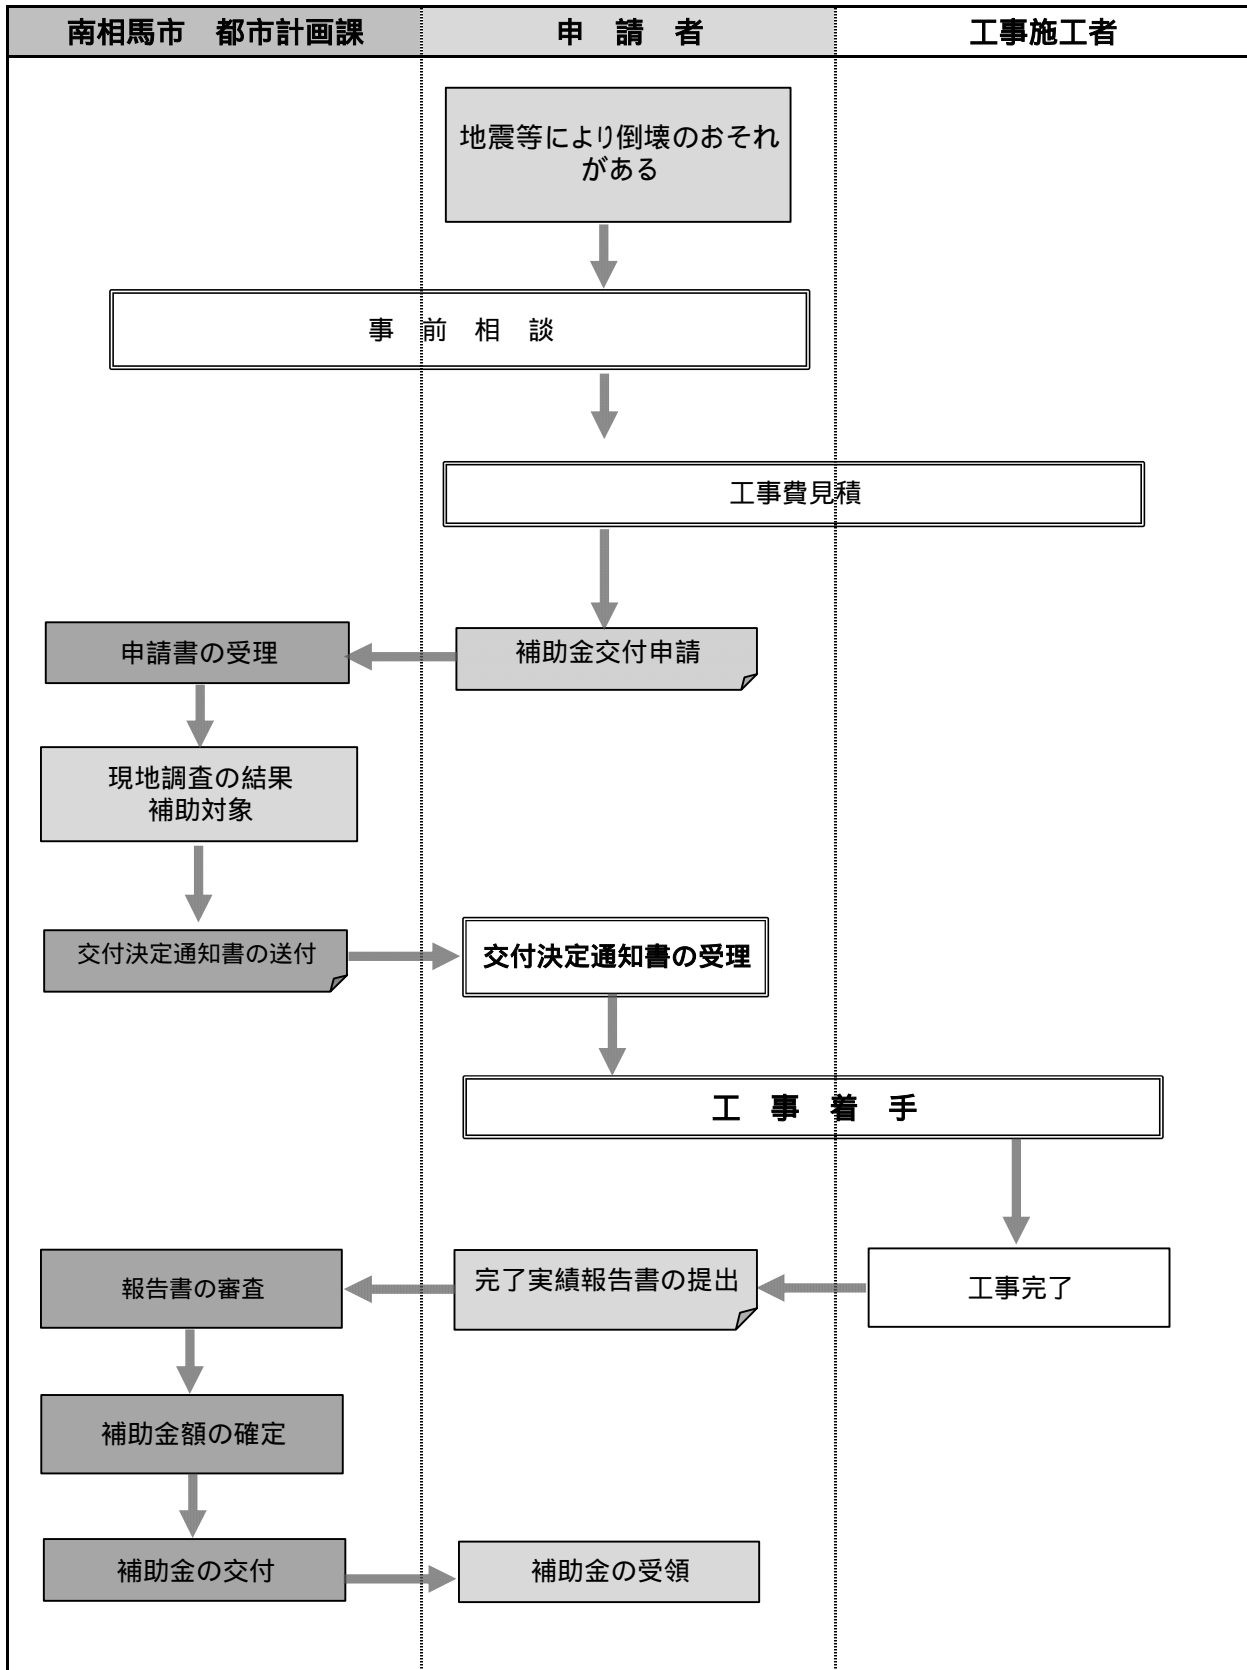 南相馬市　都市計画課
申　請　者
工事施工者
地震等により倒壊のおそれ
がある
事　前　相　談
工事費見積
補助金交付申請
申請書の受理
現地調査の結果
補助対象
交付決定通知書の送付
交付決定通知書の受理
工　事　着　手
工事完了
完了実績報告書の提出
報告書の審査
補助金額の確定
補助金の交付
補助金の受領